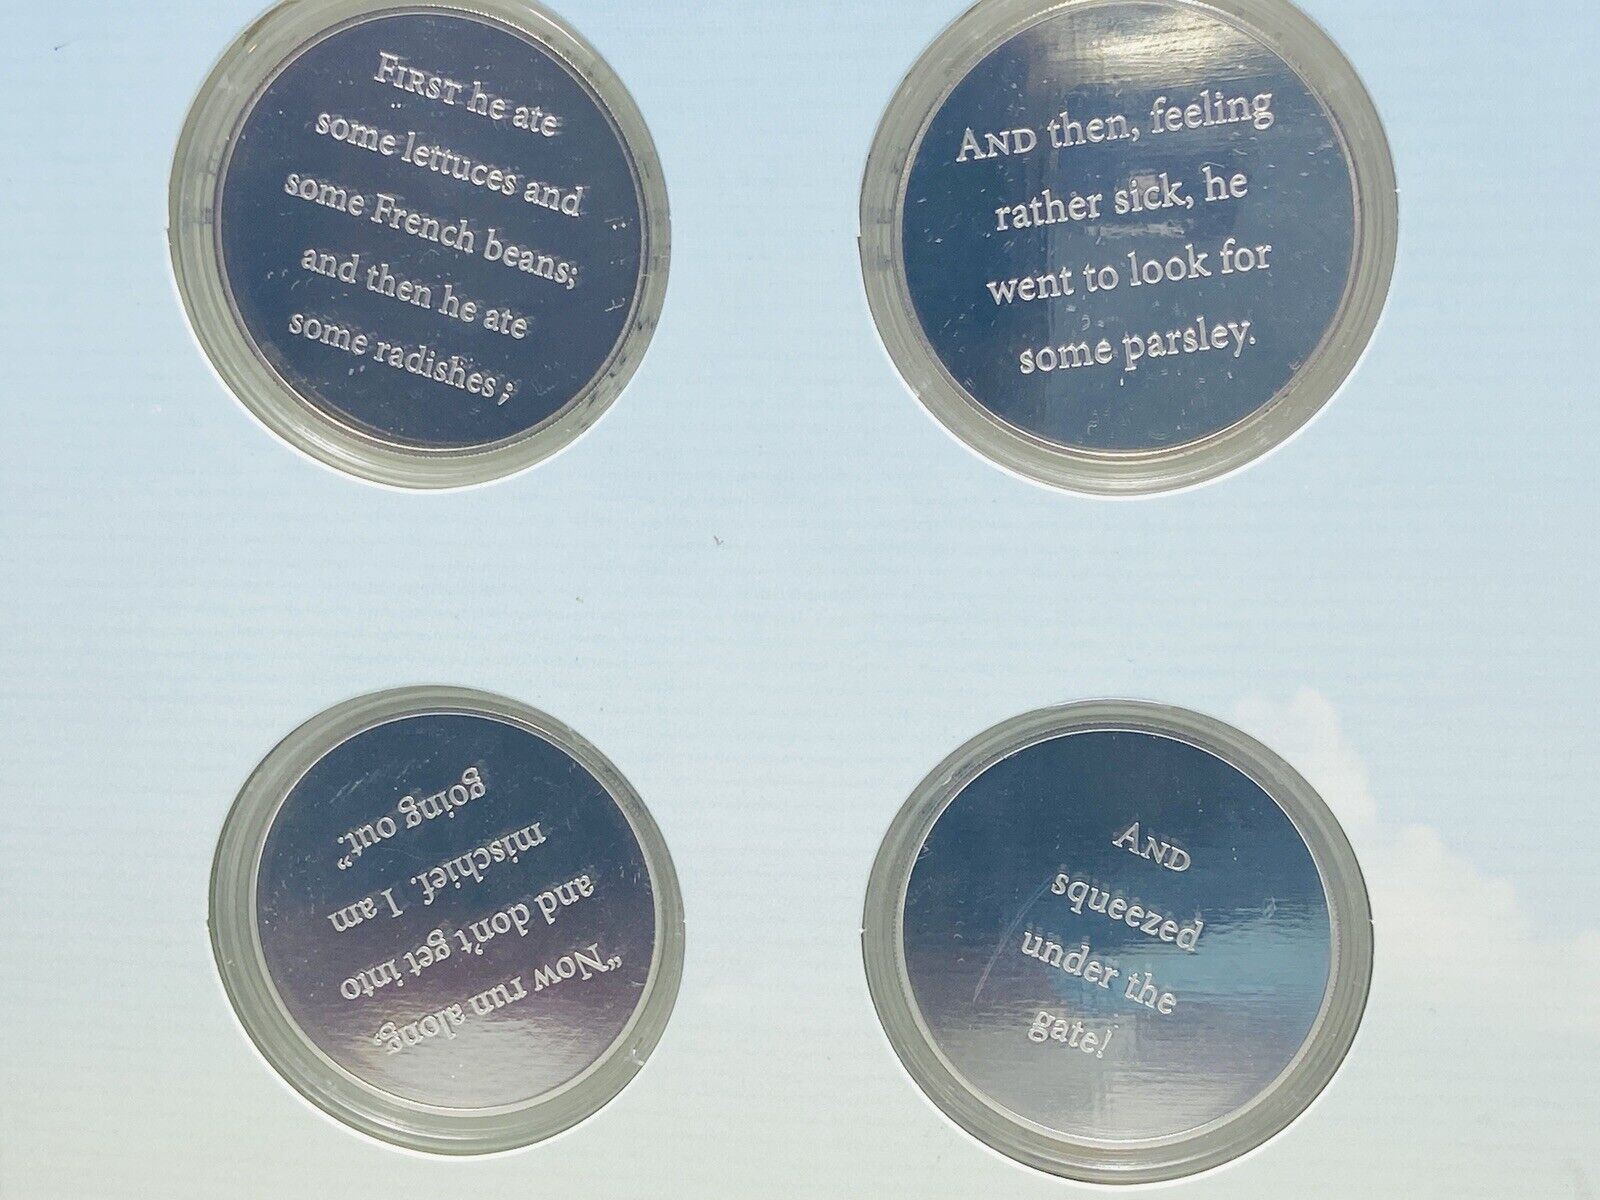 FIRST he ate
some lettuces and
some French beans;
and then he ate
some radishes;
AND then, feeling
rather sick, he
went to look for
some parsley.
“Now run along,
and don't get into
mischief. I am
going out.”
AND
squeezed
under the
gate!